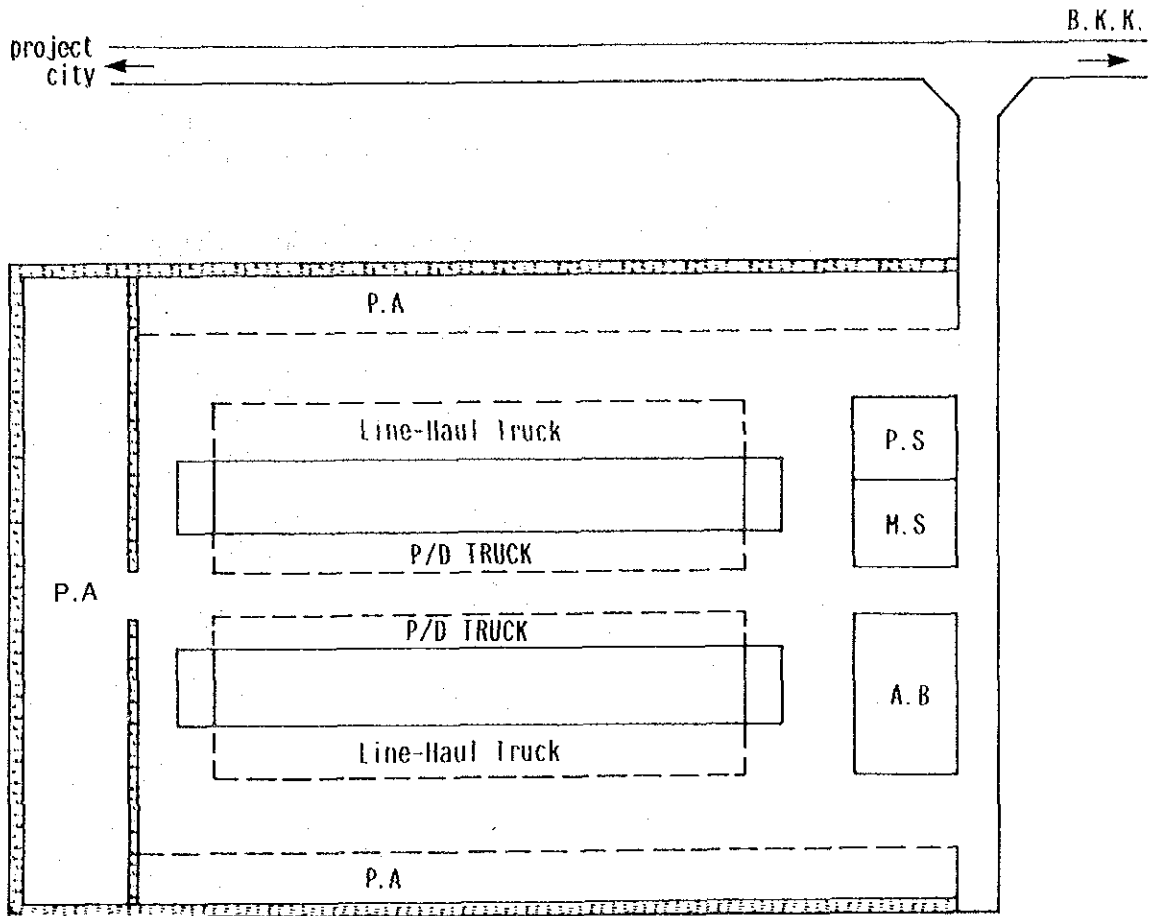 B.K.K.
project
city
P.A
Line-Haul Truck
P.S
M.S
P/D TRUCK
P.A
P/D TRUCK
A.B
Line-Haul Truck
P.A